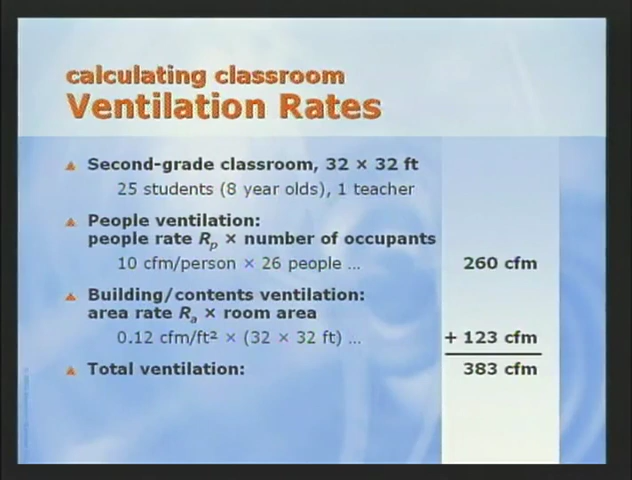 calculating classroom
Ventilation Rates
▲ Second-grade classroom, 32 × 32 ft
25 students (8 year olds), 1 teacher
▲ People ventilation:
people rate Rp × number of occupants
10 cfm/person × 26 people ... 260 cfm
▲ Building/contents ventilation:
area rate Ra × room area
0.12 cfm/ft² × (32 × 32 ft) ... + 123 cfm
▲ Total ventilation: 383 cfm